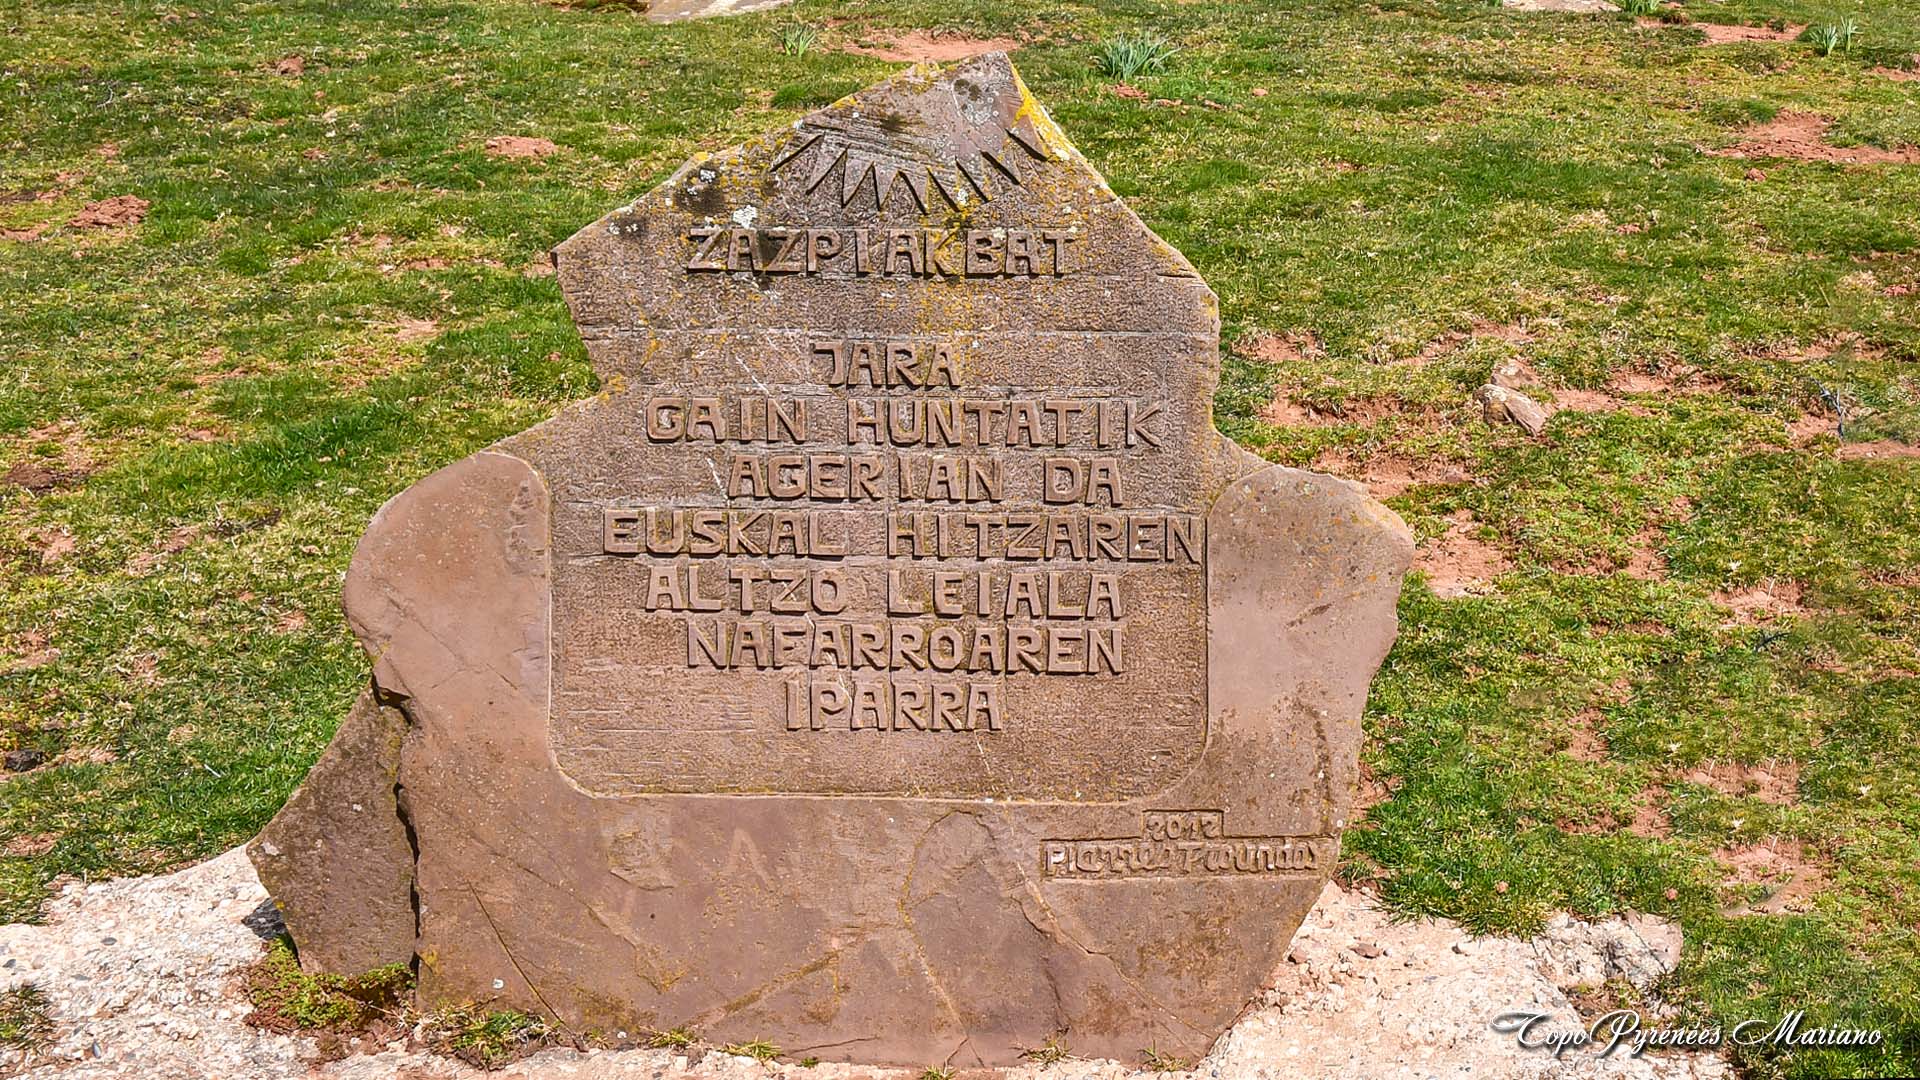 ZAZPIAKBAT
JARA
GAIN HUNTATIK
AGERIAN DA
EUSKAL HITZAREN
ALTZO LEIALA
NAFARROAREN
IPARRA
2012
TopoPyrénées Mariano